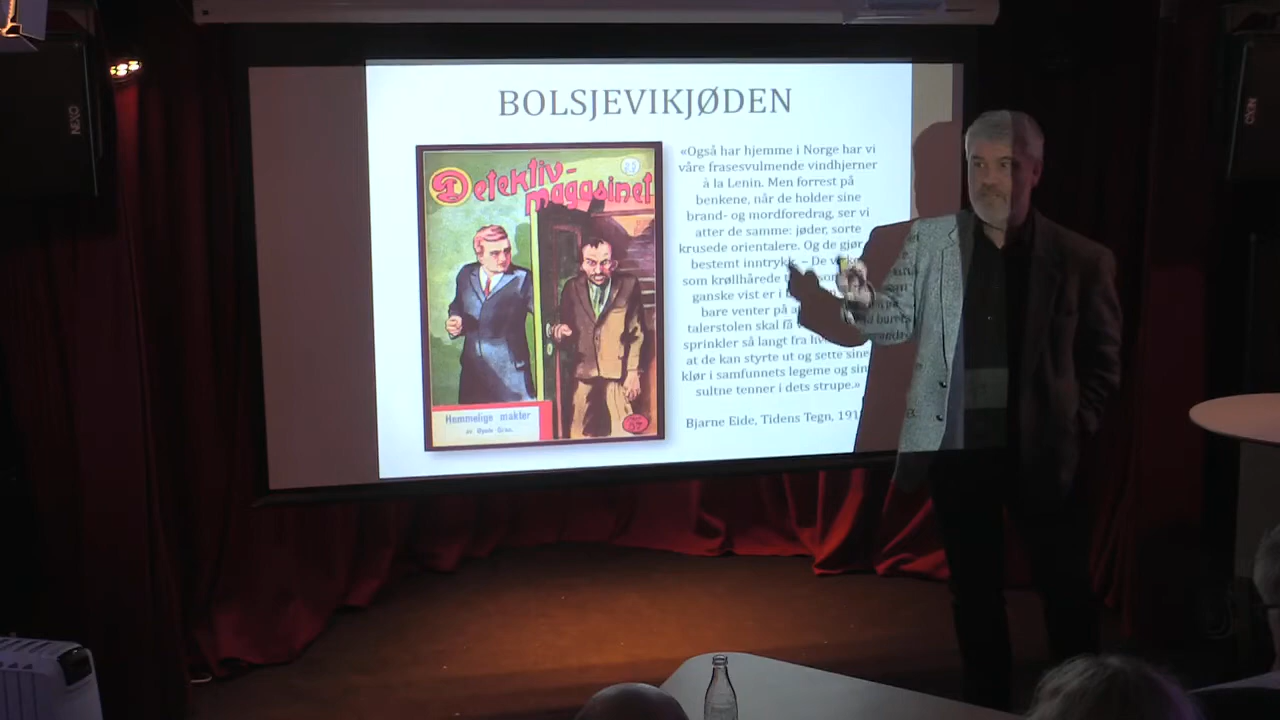 NEXO
NEXO
BOLSJEVIKJØDEN
Detektiv-
magasinet
Hemmelige makter
«Også har hjemme i Norge har vi
våre frasesvulmende vindhjerner
à la Lenin. Men forrest på
benkene, når de holder sine
brand- og mordforedrag, ser vi
atter de samme: jøder, sorte
krusede orientalere. Og de gjør
bestemt inntrykk – De
som krøllhårede
ganske vist er i
bare venter på
talerstolen skal få
sprinkler så langt fra
at de kan styrte ut og sette sine
klør i samfunnets legeme og sin
sultne tenner i dets strupe.»
Bjarne Eide, Tidens Tegn,